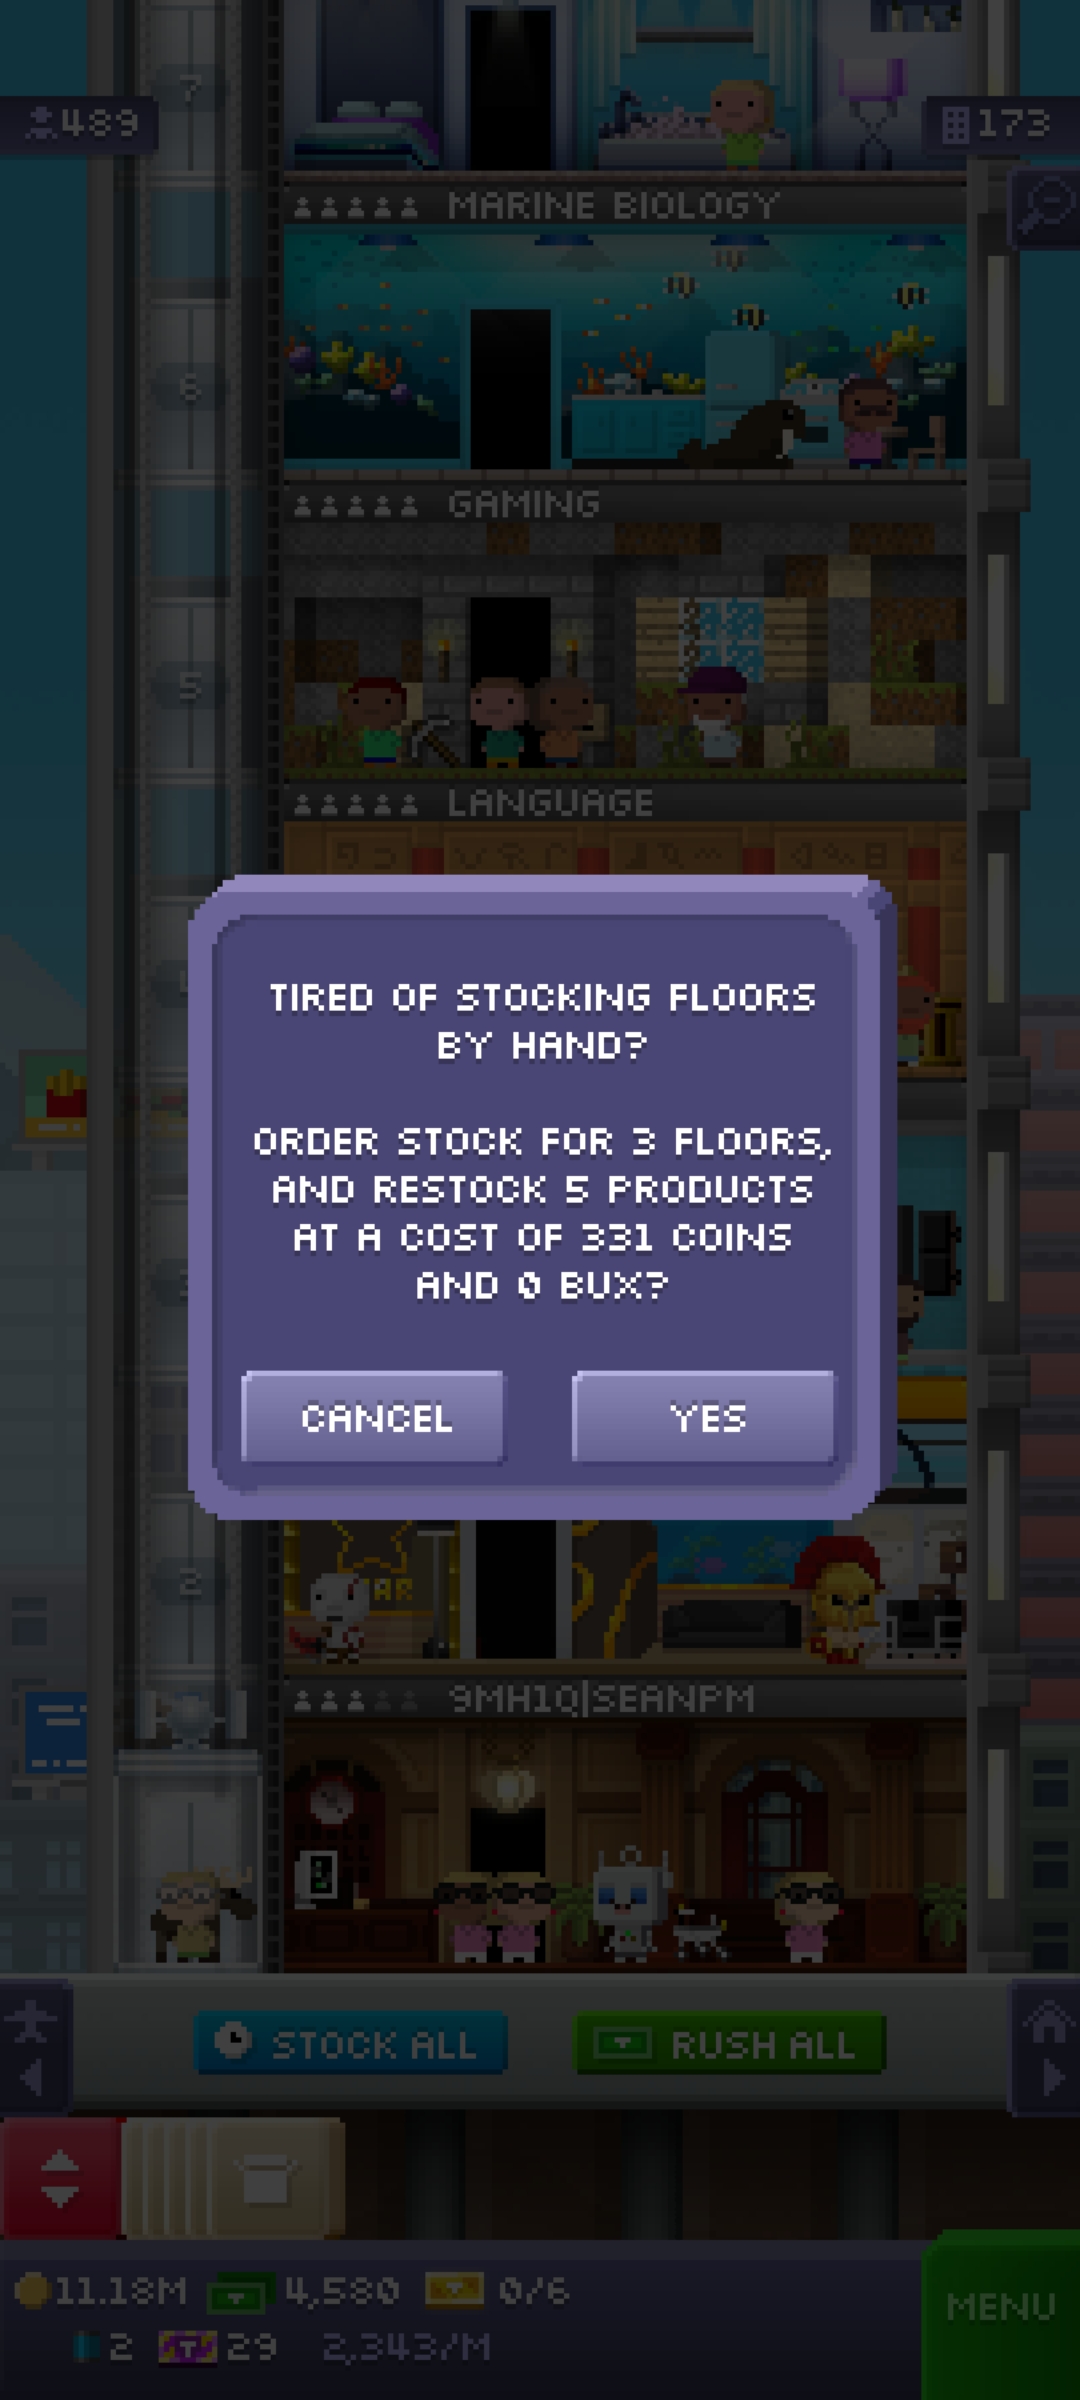 7
489
173
MARINE BIOLOGY
6
GAMING
5
LANGUAGE
TIRED OF STOCKING FLOORS
BY HAND?
ORDER STOCK FOR 3 FLOORS,
AND RESTOCK 5 PRODUCTS
AT A COST OF 331 COINS
AND 0 BUX?
CANCEL
YES
2
9MH1Q|SEANPM
STOCK ALL
RUSH ALL
11.18M 4,580 0/6
2 29 2,343/M
MENU